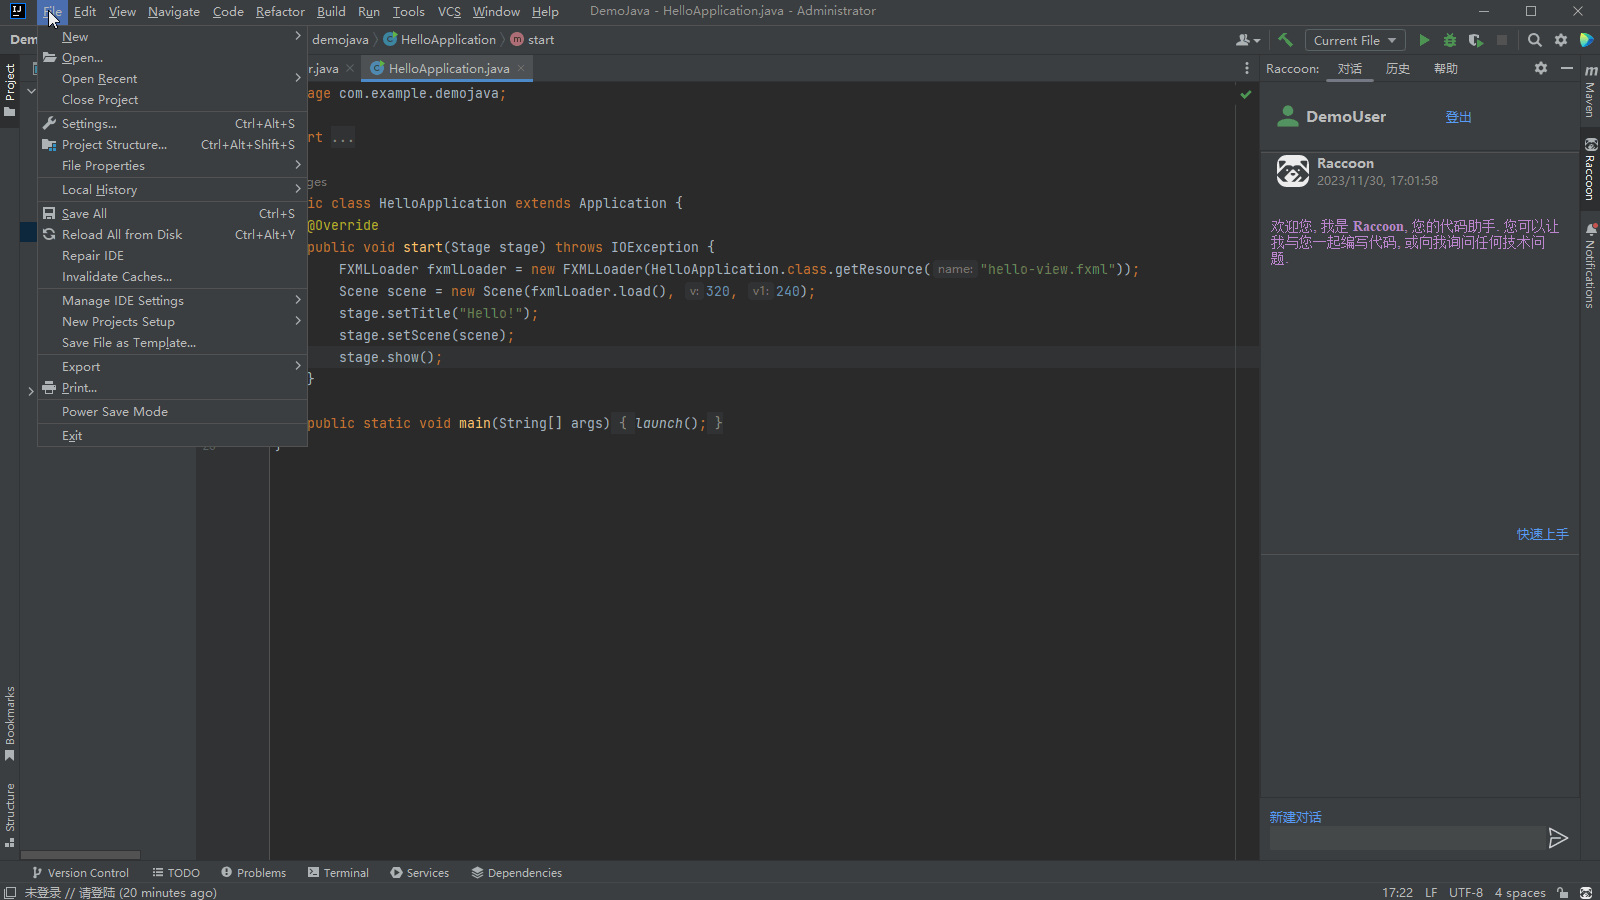 File Edit View Navigate Code Refactor Build Run Tools VCS Window Help DemoJava - HelloApplication.java - Administrator
Dem demojava HelloApplication start Current File
New
Open...
Open Recent
Close Project
Settings... Ctrl+Alt+S
Project Structure... Ctrl+Alt+Shift+S
File Properties
Local History
Save All Ctrl+S
Reload All from Disk Ctrl+Alt+Y
Repair IDE
Invalidate Caches...
Manage IDE Settings
New Projects Setup
Save File as Template...
Export
Print...
Power Save Mode
Exit
r.java HelloApplication.java
age com.example.demojava;
rt ...
ges
ic class HelloApplication extends Application {
@Override
public void start(Stage stage) throws IOException {
FXMLLoader fxmlLoader = new FXMLLoader(HelloApplication.class.getResource( name: "hello-view.fxml"));
Scene scene = new Scene(fxmlLoader.load(), v: 320, v1: 240);
stage.setTitle("Hello!");
stage.setScene(scene);
stage.show();
}
public static void main(String[] args) { launch(); }
}
Raccoon: 对话 历史 帮助
DemoUser 登出
Raccoon
2023/11/30, 17:01:58
欢迎您, 我是 Raccoon, 您的代码助手. 您可以让
我与您一起编写代码, 或向我询问任何技术问
题.
快速上手
新建对话
Project
Bookmarks
Structure
Maven
Raccoon
Notifications
Version Control TODO Problems Terminal Services Dependencies
未登录 // 请登陆 (20 minutes ago) 17:22 LF UTF-8 4 spaces